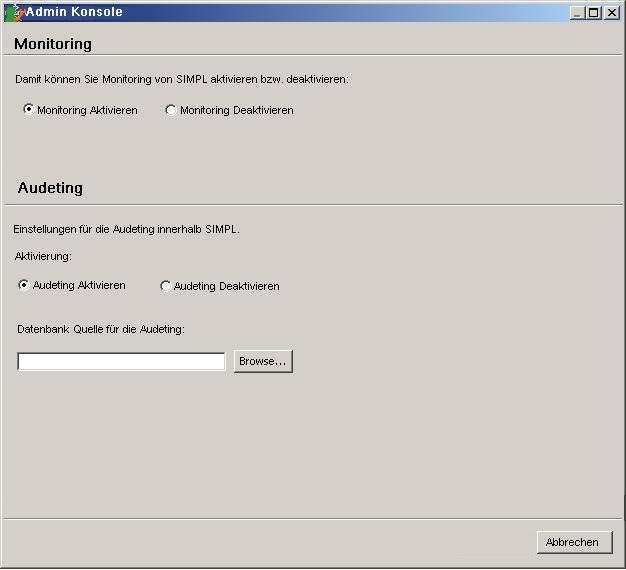 Admin Konsole
Monitoring
Damit können Sie Monitoring von SIMPL aktivieren bzw. deaktivieren:
Monitoring Aktivieren Monitoring Deaktivieren
Audeting
Einstellungen für die Audeting innerhalb SIMPL.
Aktivierung:
Audeting Aktivieren Audeting Deaktivieren
Datenbank Quelle für die Audeting:
Browse...
Abbrechen